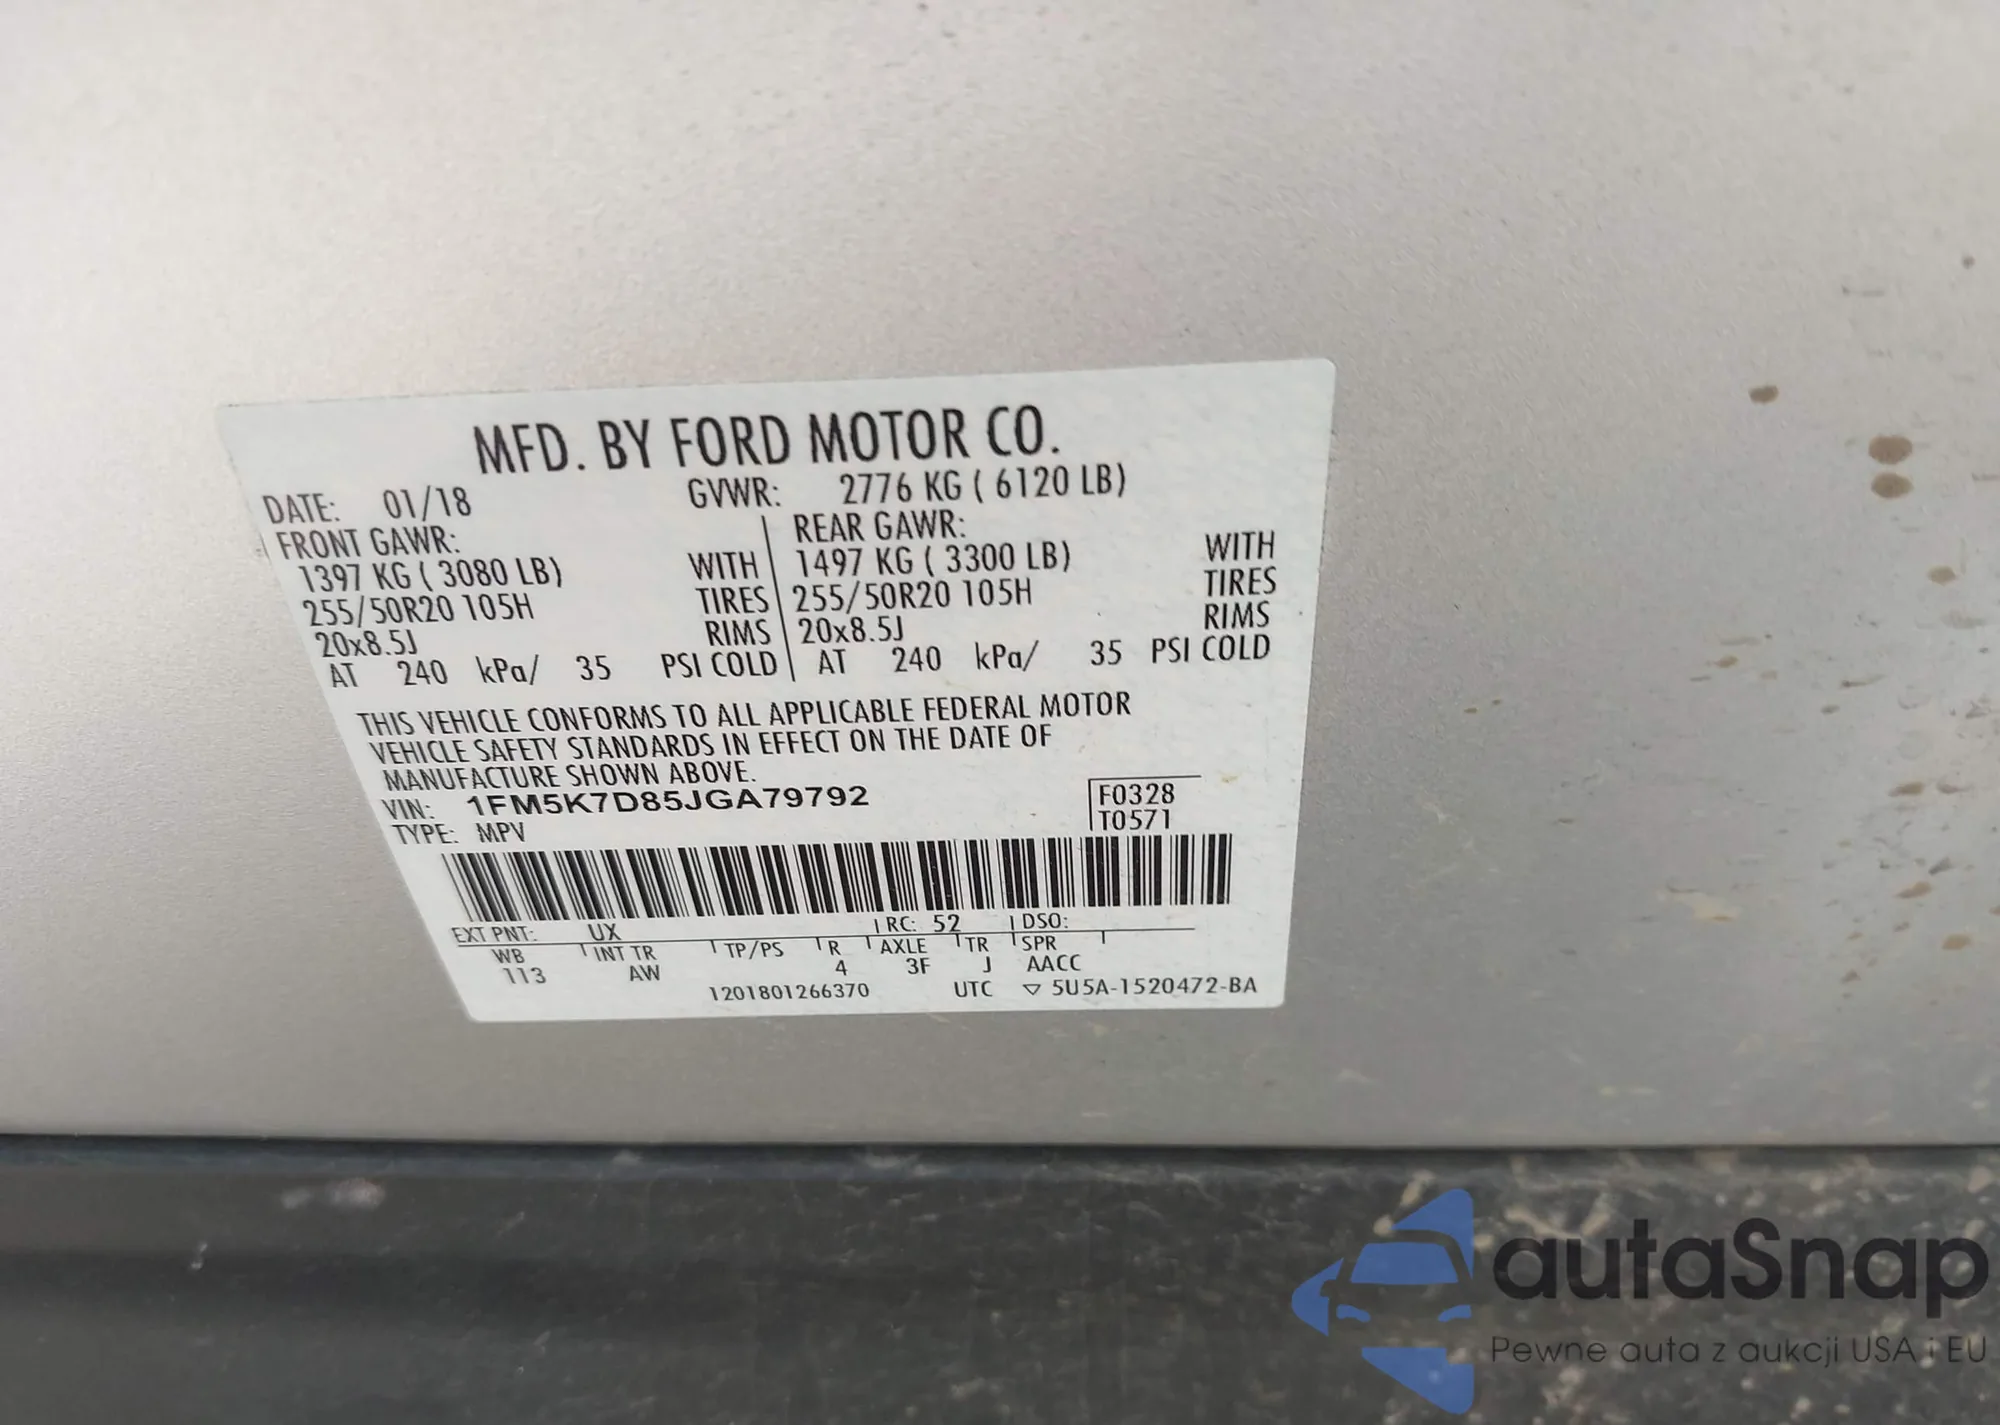 MFD. BY FORD MOTOR CO.
DATE: 01/18 GVWR: 2776 KG ( 6120 LB)
FRONT GAWR: REAR GAWR:
1397 KG ( 3080 LB) WITH 1497 KG ( 3300 LB) WITH
255/50R20 105H TIRES 255/50R20 105H TIRES
20x8.5J RIMS 20x8.5J RIMS
AT 240 kPa/ 35 PSI COLD AT 240 kPa/ 35 PSI COLD
THIS VEHICLE CONFORMS TO ALL APPLICABLE FEDERAL MOTOR
VEHICLE SAFETY STANDARDS IN EFFECT ON THE DATE OF
MANUFACTURE SHOWN ABOVE.
VIN: 1FM5K7D85JGA79792 F0328
TYPE: MPV T0571
EXT PNT: UX RC: 52 DSO:
WB INT TR TP/PS R AXLE TR SPR
113 AW 4 3F J AACC
1201801266370 UTC ▽ 5U5A-1520472-BA
autaSnap
Pewne auta z aukcji USA i EU